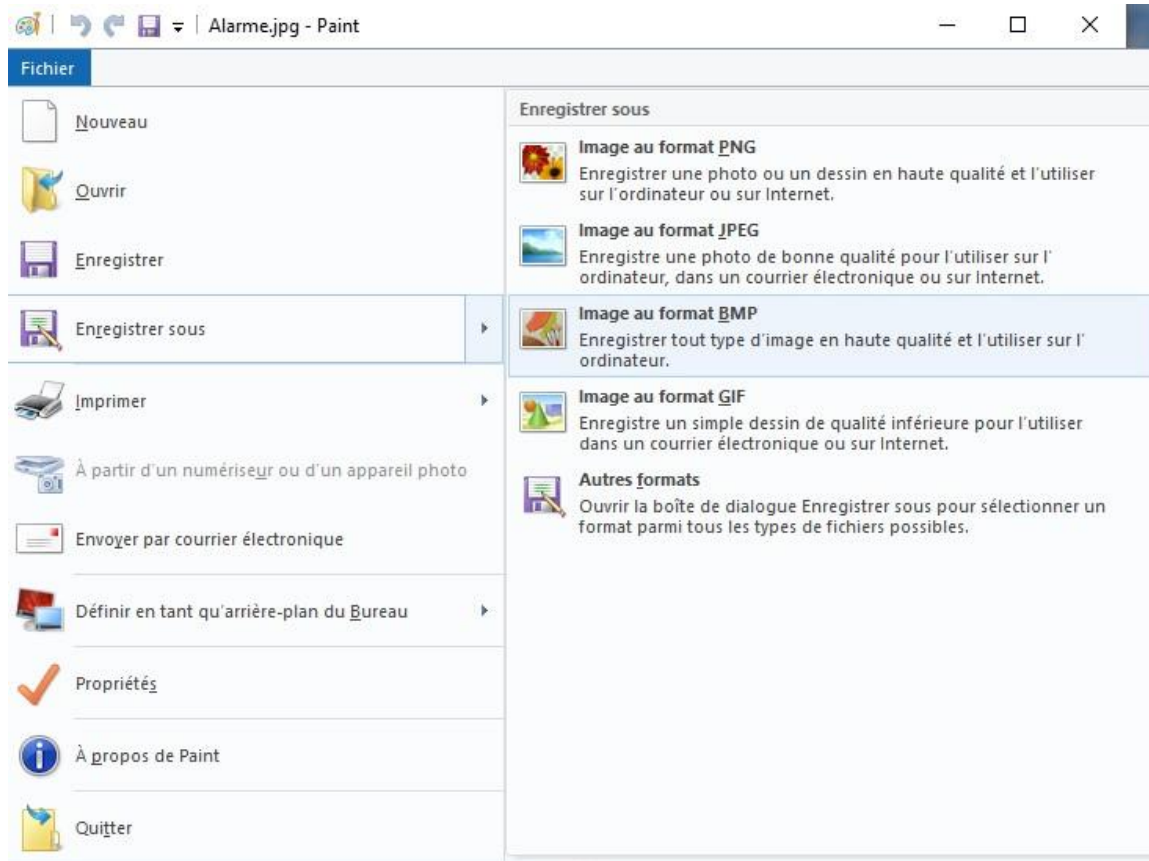 Alarme.jpg - Paint
Fichier
Nouveau
Ouvrir
Enregistrer
Enregistrer sous
Imprimer
À partir d'un numériseur ou d'un appareil photo
Envoyer par courrier électronique
Définir en tant qu'arrière-plan du Bureau
Propriétés
À propos de Paint
Quitter
Enregistrer sous
Image au format PNG
Enregistrer une photo ou un dessin en haute qualité et l'utiliser
sur l'ordinateur ou sur Internet.
Image au format JPEG
Enregistre une photo de bonne qualité pour l'utiliser sur l'
ordinateur, dans un courrier électronique ou sur Internet.
Image au format BMP
Enregistrer tout type d'image en haute qualité et l'utiliser sur l'
ordinateur.
Image au format GIF
Enregistre un simple dessin de qualité inférieure pour l'utiliser
dans un courrier électronique ou sur Internet.
Autres formats
Ouvrir la boîte de dialogue Enregistrer sous pour sélectionner un
format parmi tous les types de fichiers possibles.